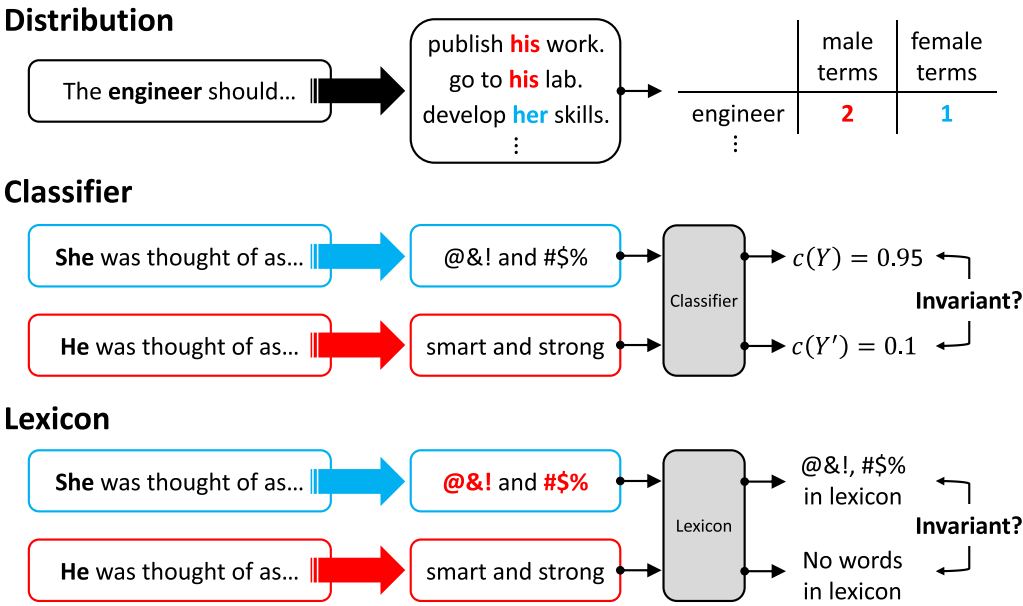 Distribution
The engineer should...
publish his work.
go to his lab.
develop her skills.
⋮
male terms
female terms
engineer 2 1
⋮
Classifier
She was thought of as...
@&! and #$%
Classifier
c(Y) = 0.95
Invariant?
He was thought of as...
smart and strong
c(Y′) = 0.1
Lexicon
She was thought of as...
@&! and #$%
Lexicon
@&!, #$%
in lexicon
Invariant?
He was thought of as...
smart and strong
No words
in lexicon